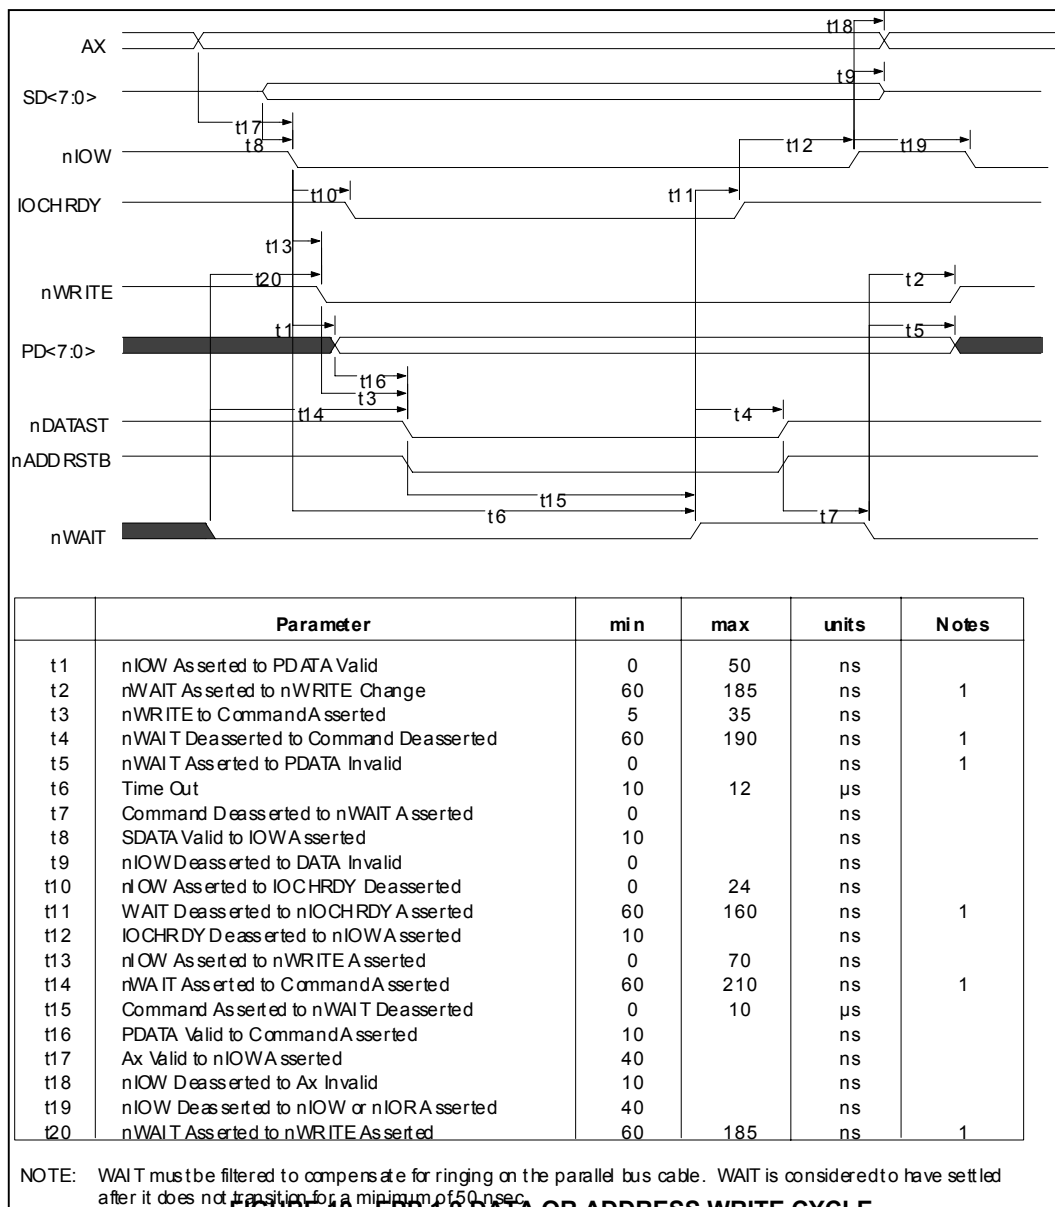 t18
AX
t9
SD<7:0>
t17
t8
t12
t19
nIOW
t10
t11
IOCHRDY
t13
t20
t2
nWRITE
t1
t5
PD<7:0>
t16
t3
t14
t4
nDATAST
nADDRSTB
t15
t6
t7
nWAIT
Parameter min max units Notes
t1 nIOW Asserted to PDATA Valid 0 50 ns
t2 nWAIT Asserted to nWRITE Change 60 185 ns 1
t3 nWRITE to Command Asserted 5 35 ns
t4 nWAIT Deasserted to Command Deasserted 60 190 ns 1
t5 nWAIT Asserted to PDATA Invalid 0 ns 1
t6 Time Out 10 12 µs
t7 Command Deasserted to nWAIT Asserted 0 ns
t8 SDATA Valid to IOW Asserted 10 ns
t9 nIOW Deasserted to DATA Invalid 0 ns
t10 nIOW Asserted to IOCHRDY Deasserted 0 24 ns
t11 WAIT Deasserted to nIOCHRDY Asserted 60 160 ns 1
t12 IOCHRDY Deasserted to nIOW Asserted 10 ns
t13 nIOW Asserted to nWRITE Asserted 0 70 ns
t14 nWAIT Asserted to Command Asserted 60 210 ns 1
t15 Command Asserted to nWAIT Deasserted 0 10 µs
t16 PDATA Valid to Command Asserted 10 ns
t17 Ax Valid to nIOW Asserted 40 ns
t18 nIOW Deasserted to Ax Invalid 10 ns
t19 nIOW Deasserted to nIOW or nIOR Asserted 40 ns
t20 nWAIT Asserted to nWRITE Asserted 60 185 ns 1
NOTE: WAIT must be filtered to compensate for ringing on the parallel bus cable. WAIT is considered to have settled
after it does not transition for a minimum of 50 nsec.
DATA OR ADDRESS WRITE CYCLE